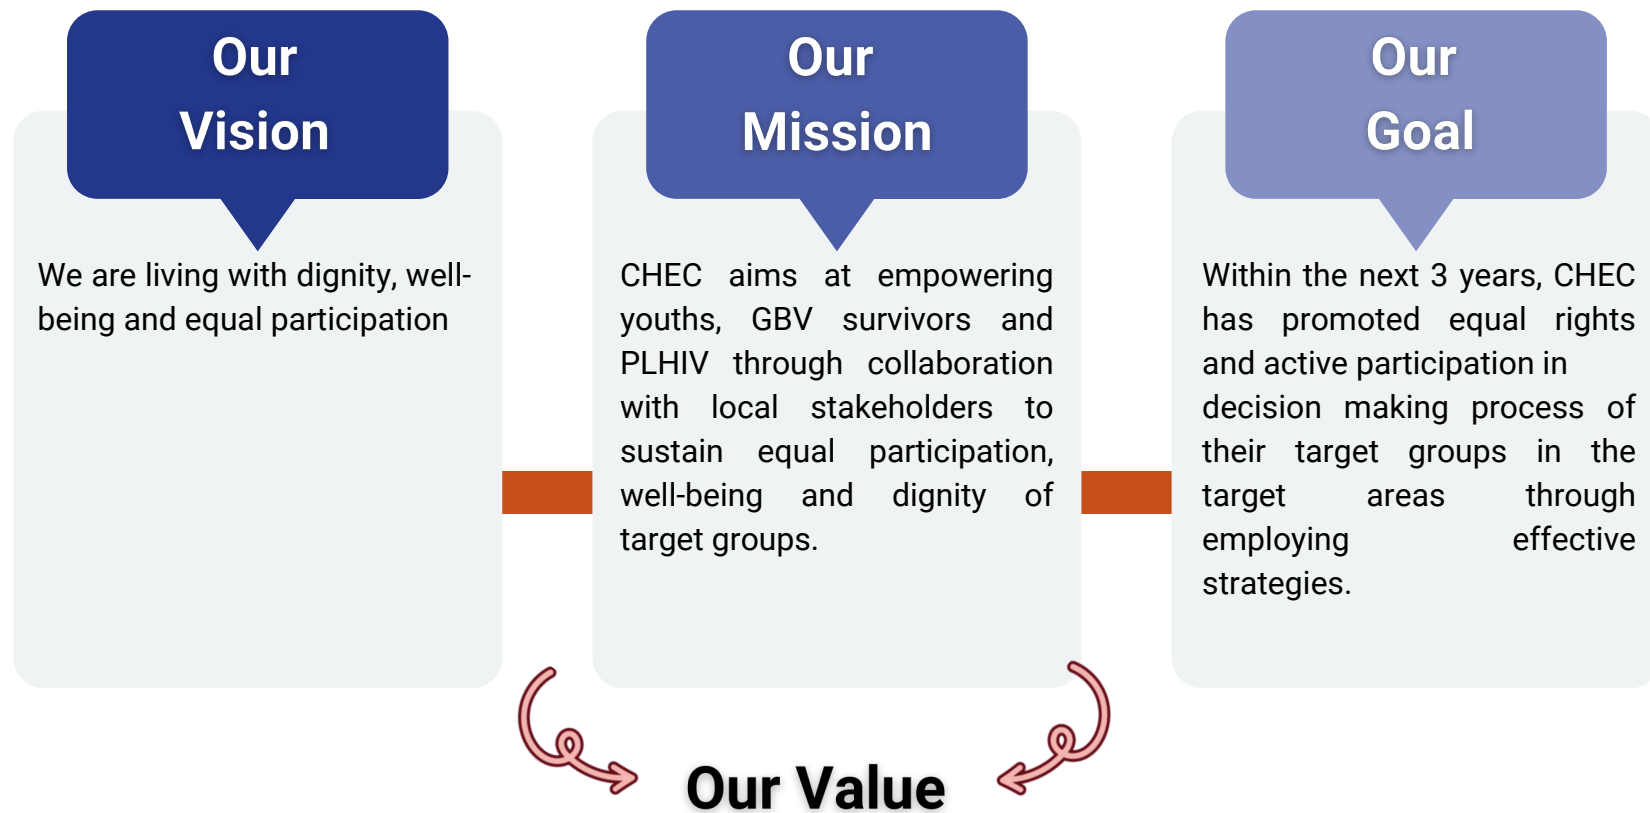 Our
Vision
We are living with dignity, well-
being and equal participation
Our
Mission
CHEC aims at empowering
youths, GBV survivors and
PLHIV through collaboration
with local stakeholders to
sustain equal participation,
well-being and dignity of
target groups.
Our
Goal
Within the next 3 years, CHEC
has promoted equal rights
and active participation in
decision making process of
their target groups in the
target areas through
employing effective
strategies.
Our Value